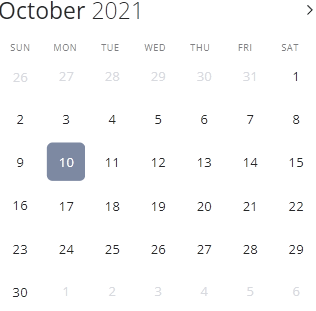 October 2021
SUN MON TUE WED THU FRI SAT
26 27 28 29 30 31 1
2 3 4 5 6 7 8
9 10 11 12 13 14 15
16 17 18 19 20 21 22
23 24 25 26 27 28 29
30 1 2 3 4 5 6